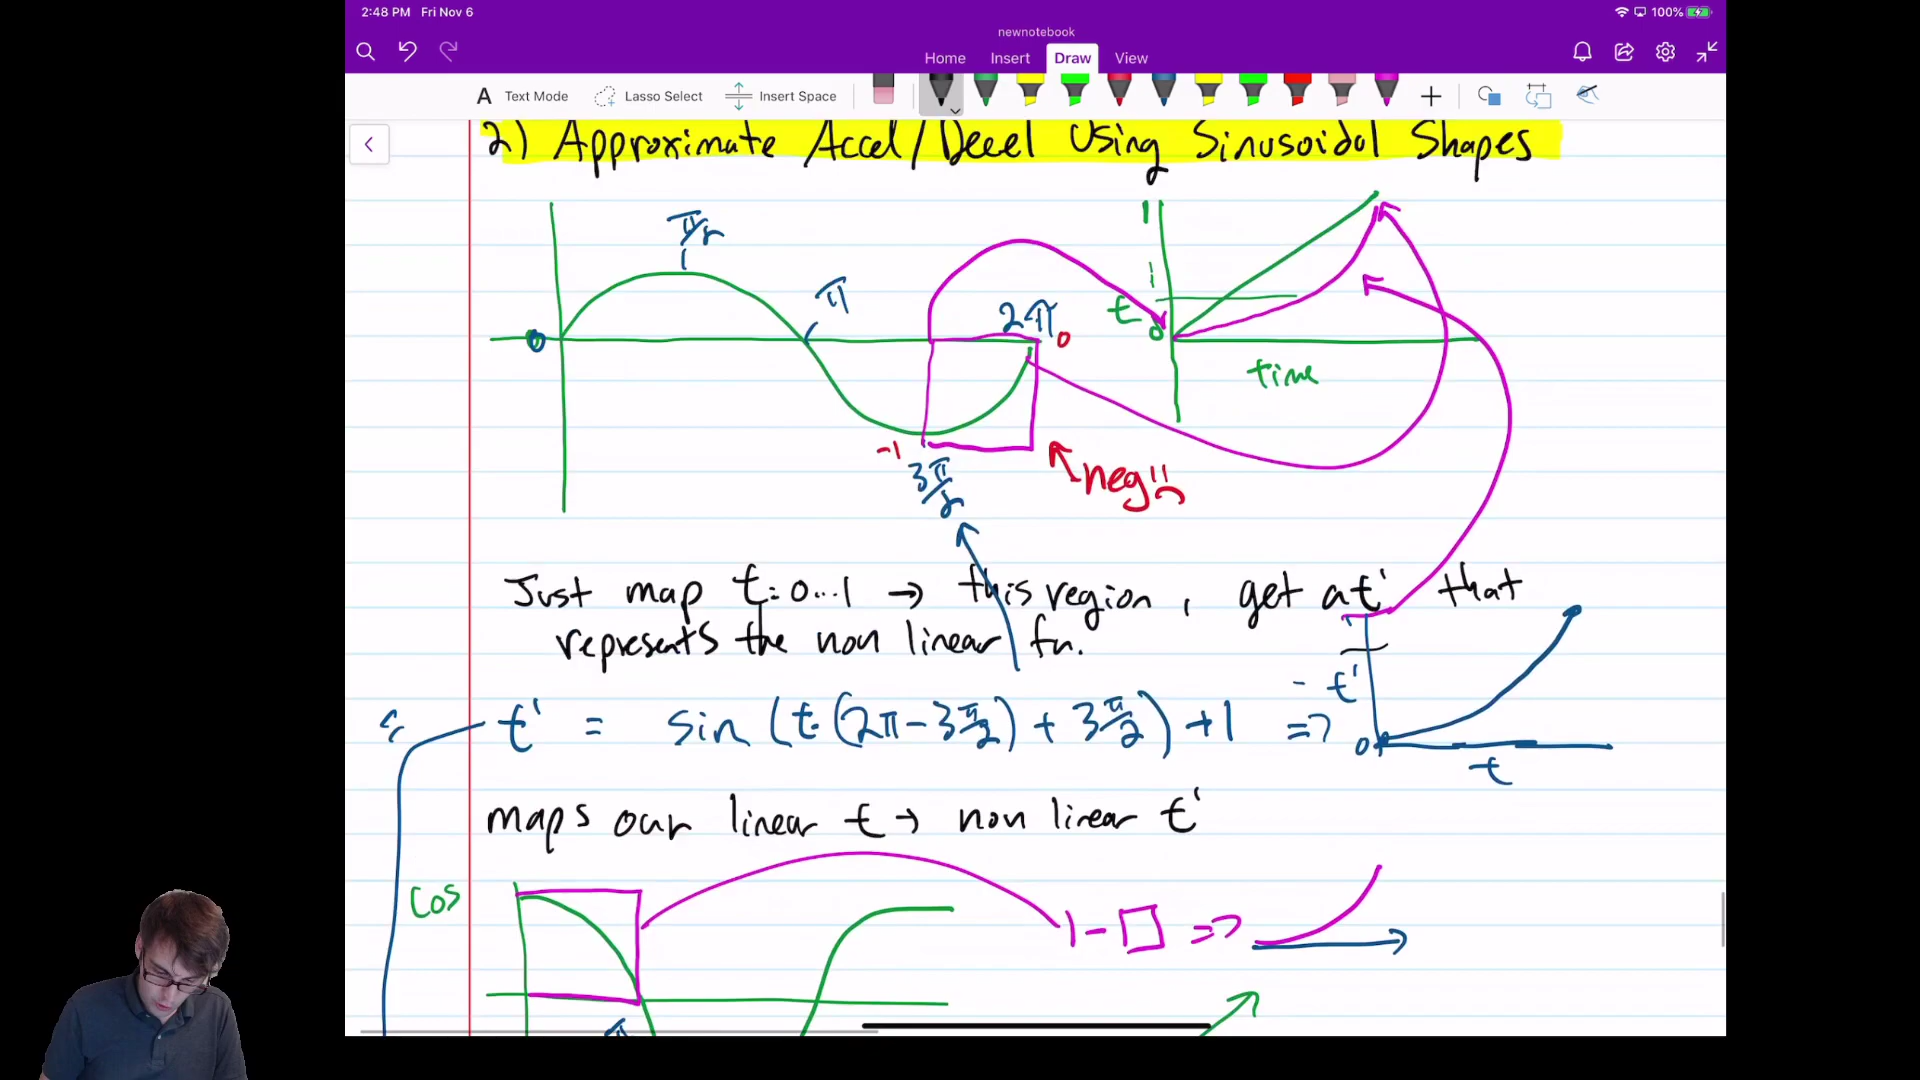 2:48 PM Fri Nov 6
100%
newnotebook
Home Insert Draw View
A Text Mode Lasso Select Insert Space
2) Approximate Accel/Decel Using Sinusoidal Shapes
π/2
π
2π
0
0
-1
3π/2
neg!!
1
t
0
time
Just map t=0...1 → this region, get a t' that
represents the non linear fn.
t' = sin (t·(2π-3π/2) + 3π/2) + 1 =>
t'
0
t
maps our linear t → non linear t'
cos
1-□ =>